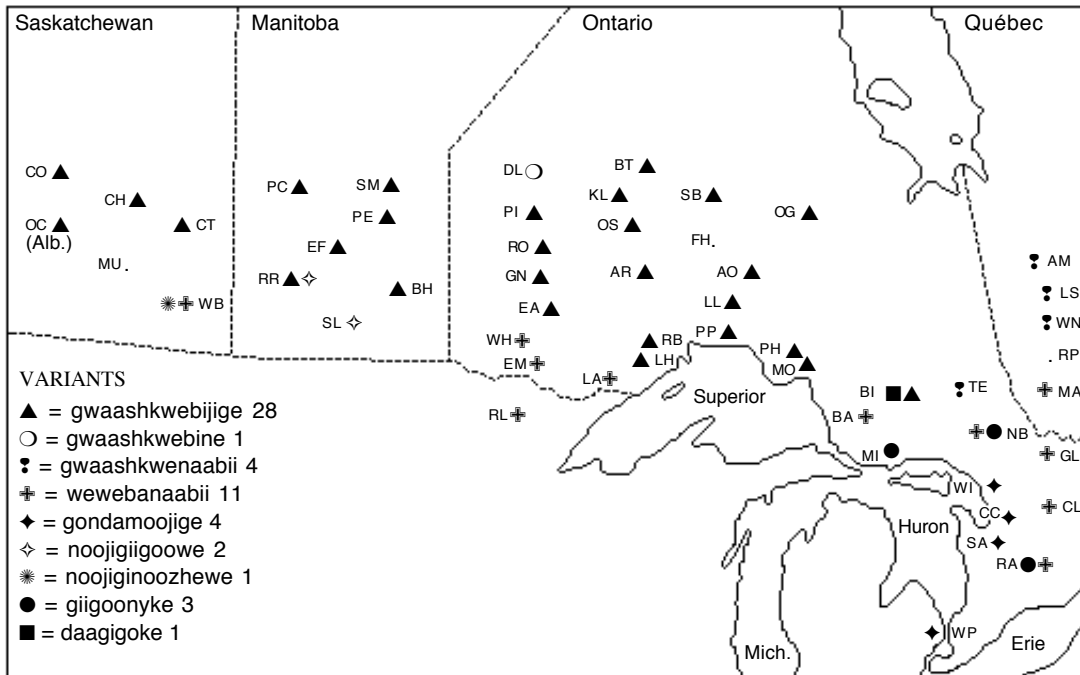 Saskatchewan Manitoba Ontario Québec
CO DL BT
PC SM KL SB
CH PI OG
OC CT PE OS
(Alb.) EF RO FH
MU AM
RR GN AR AO
BH LS
WB EA LL
SL WN
WH RB PP
EM LH PH RP
MO
VARIANTS LA Superior BI TE MA
▲ = gwaashkwebijige 28 RL BA
❍ = gwaashkwebine 1 NB
❢ = gwaashkwenaabii 4 MI GL
✙ = wewebanaabii 11 WI
✦ = gondamoojige 4 CC CL
✧ = noojigiigoowe 2 Huron SA
✺ = noojiginoozhewe 1 RA
● = giigoonyke 3
■ = daagigoke 1 WP
Mich. Erie